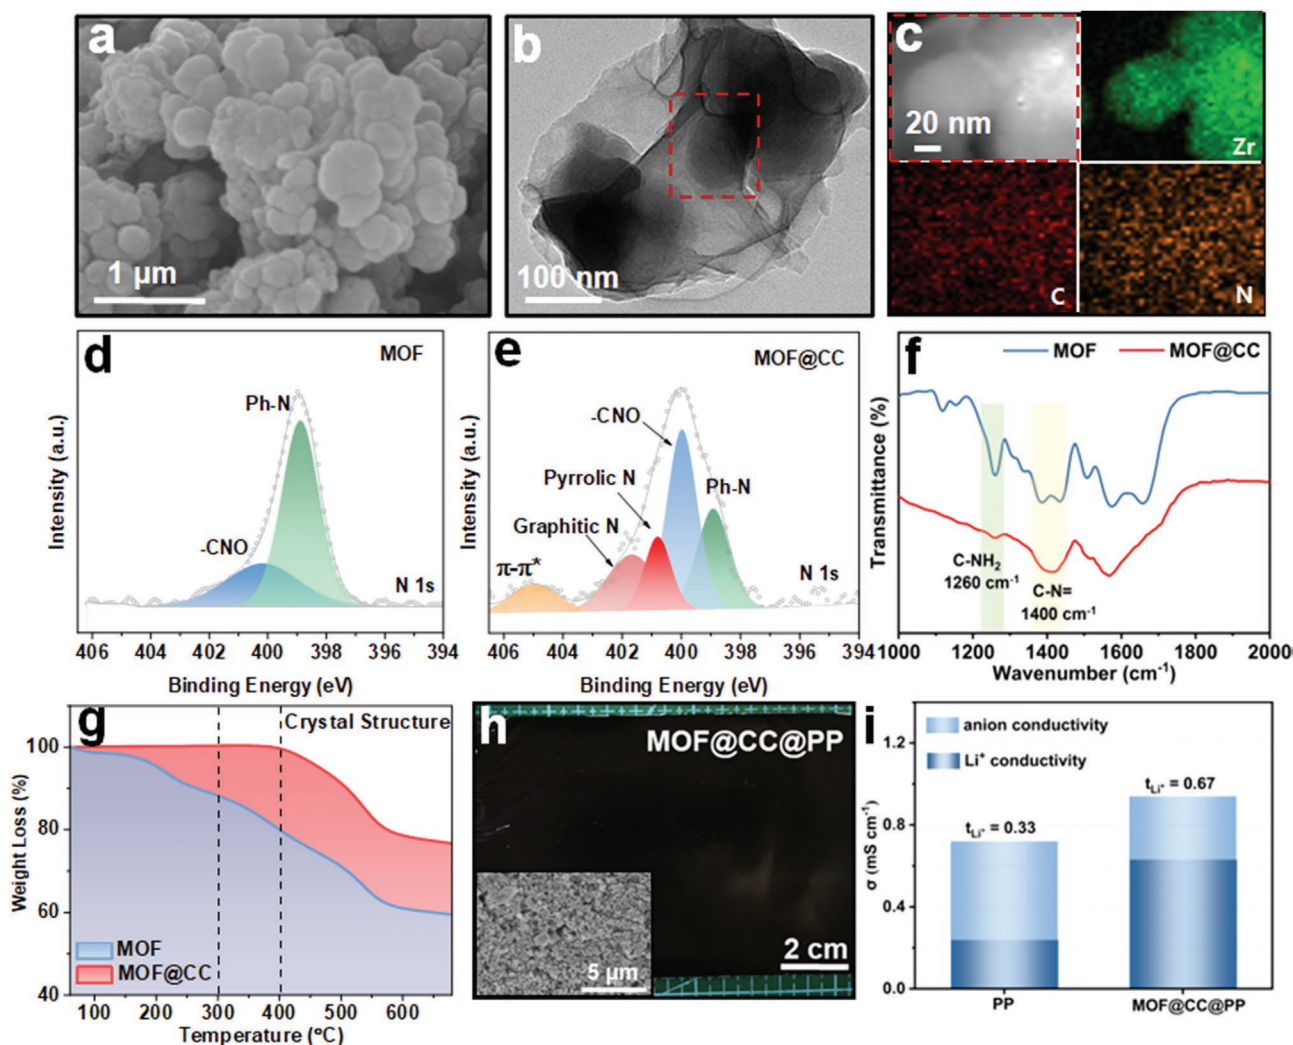 a
1 μm
b
100 nm
c
20 nm
Zr
C
N
d
MOF
Ph-N
-CNO
N 1s
Intensity (a.u.)
406 404 402 400 398 396 394
Binding Energy (eV)
e
MOF@CC
-CNO
Pyrrolic N
Ph-N
Graphitic N
π-π*
N 1s
Intensity (a.u.)
406 404 402 400 398 396 394
Binding Energy (eV)
f
MOF
MOF@CC
Transmittance (%)
C-NH₂
1260 cm⁻¹
C-N=
1400 cm⁻¹
1000 1200 1400 1600 1800 2000
Wavenumber (cm⁻¹)
g
Crystal Structure
100
80
60
40
Weight Loss (%)
MOF
MOF@CC
100 200 300 400 500 600
Temperature (°C)
h
MOF@CC@PP
5 μm
2 cm
i
anion conductivity
Li⁺ conductivity
1.2
0.8
0.4
0.0
σ (mS cm⁻¹)
t Li⁺ = 0.33
t Li⁺ = 0.67
PP
MOF@CC@PP